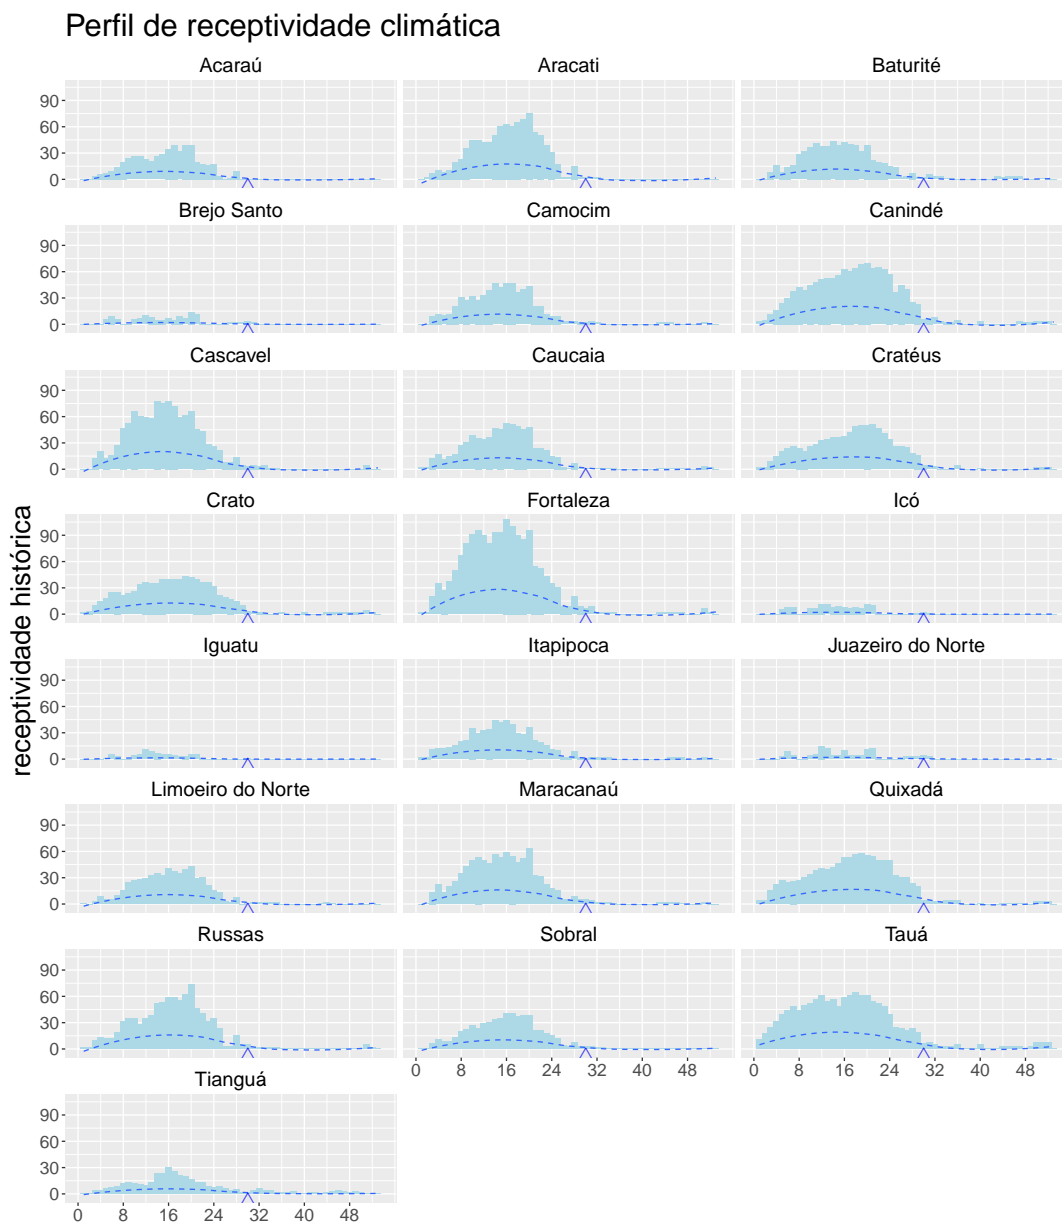 Perfil de receptividade climática
Acaraú Aracati Baturité
90
60
30
0
Brejo Santo Camocim Canindé
90
60
30
0
Cascavel Caucaia Cratéus
90
60
30
0
Crato Fortaleza Icó
90
60
30
0
receptividade histórica
Iguatu Itapipoca Juazeiro do Norte
90
60
30
0
Limoeiro do Norte Maracanaú Quixadá
90
60
30
0
Russas Sobral Tauá
90
60
30
0
0 8 16 24 32 40 48 0 8 16 24 32 40 48
Tianguá
90
60
30
0
0 8 16 24 32 40 48